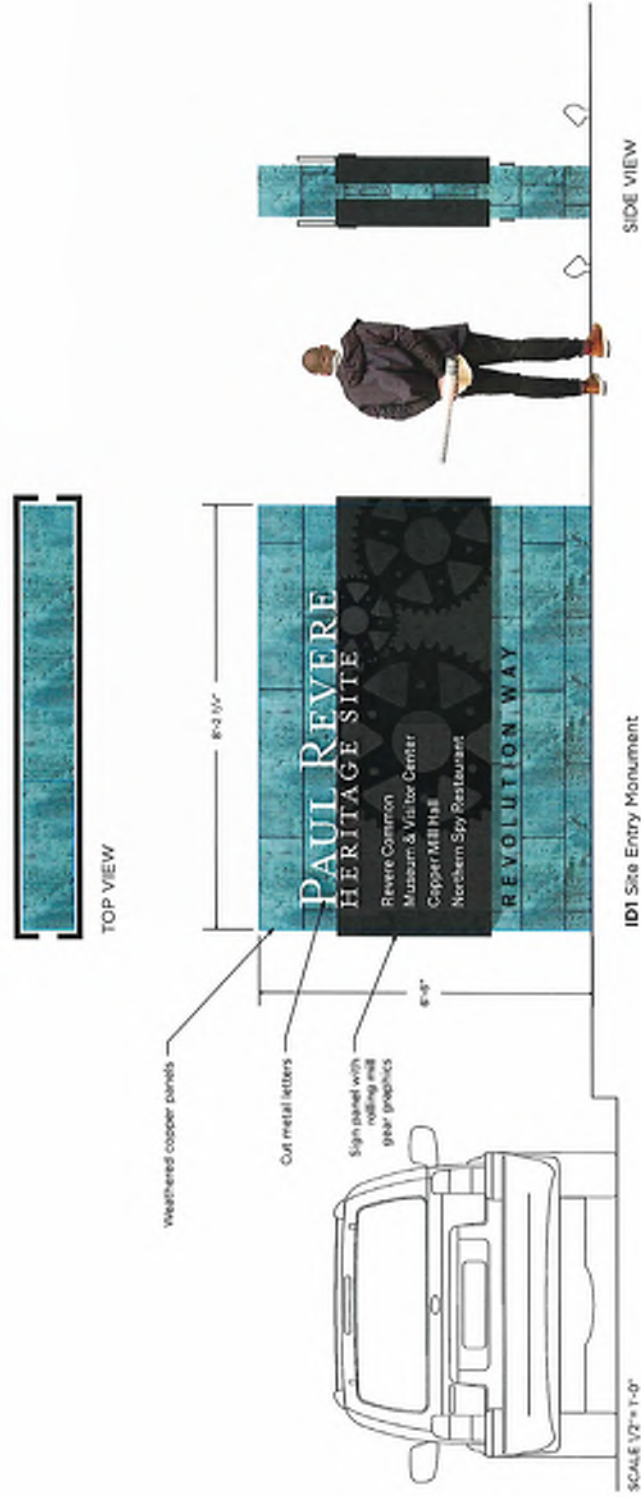 TOP VIEW
8'-2 1/4"
Weathered copper panels
Cut metal letters
Sign panel with
rolling mill
gear graphics
6'-6"
PAUL REVERE
HERITAGE SITE
Revere Common
Museum & Visitor Center
Copper Mill Hall
Northern Spy Restaurant
REVOLUTION WAY
SCALE 1/2"= 1'-0"
ID1 Site Entry Monument
SIDE VIEW